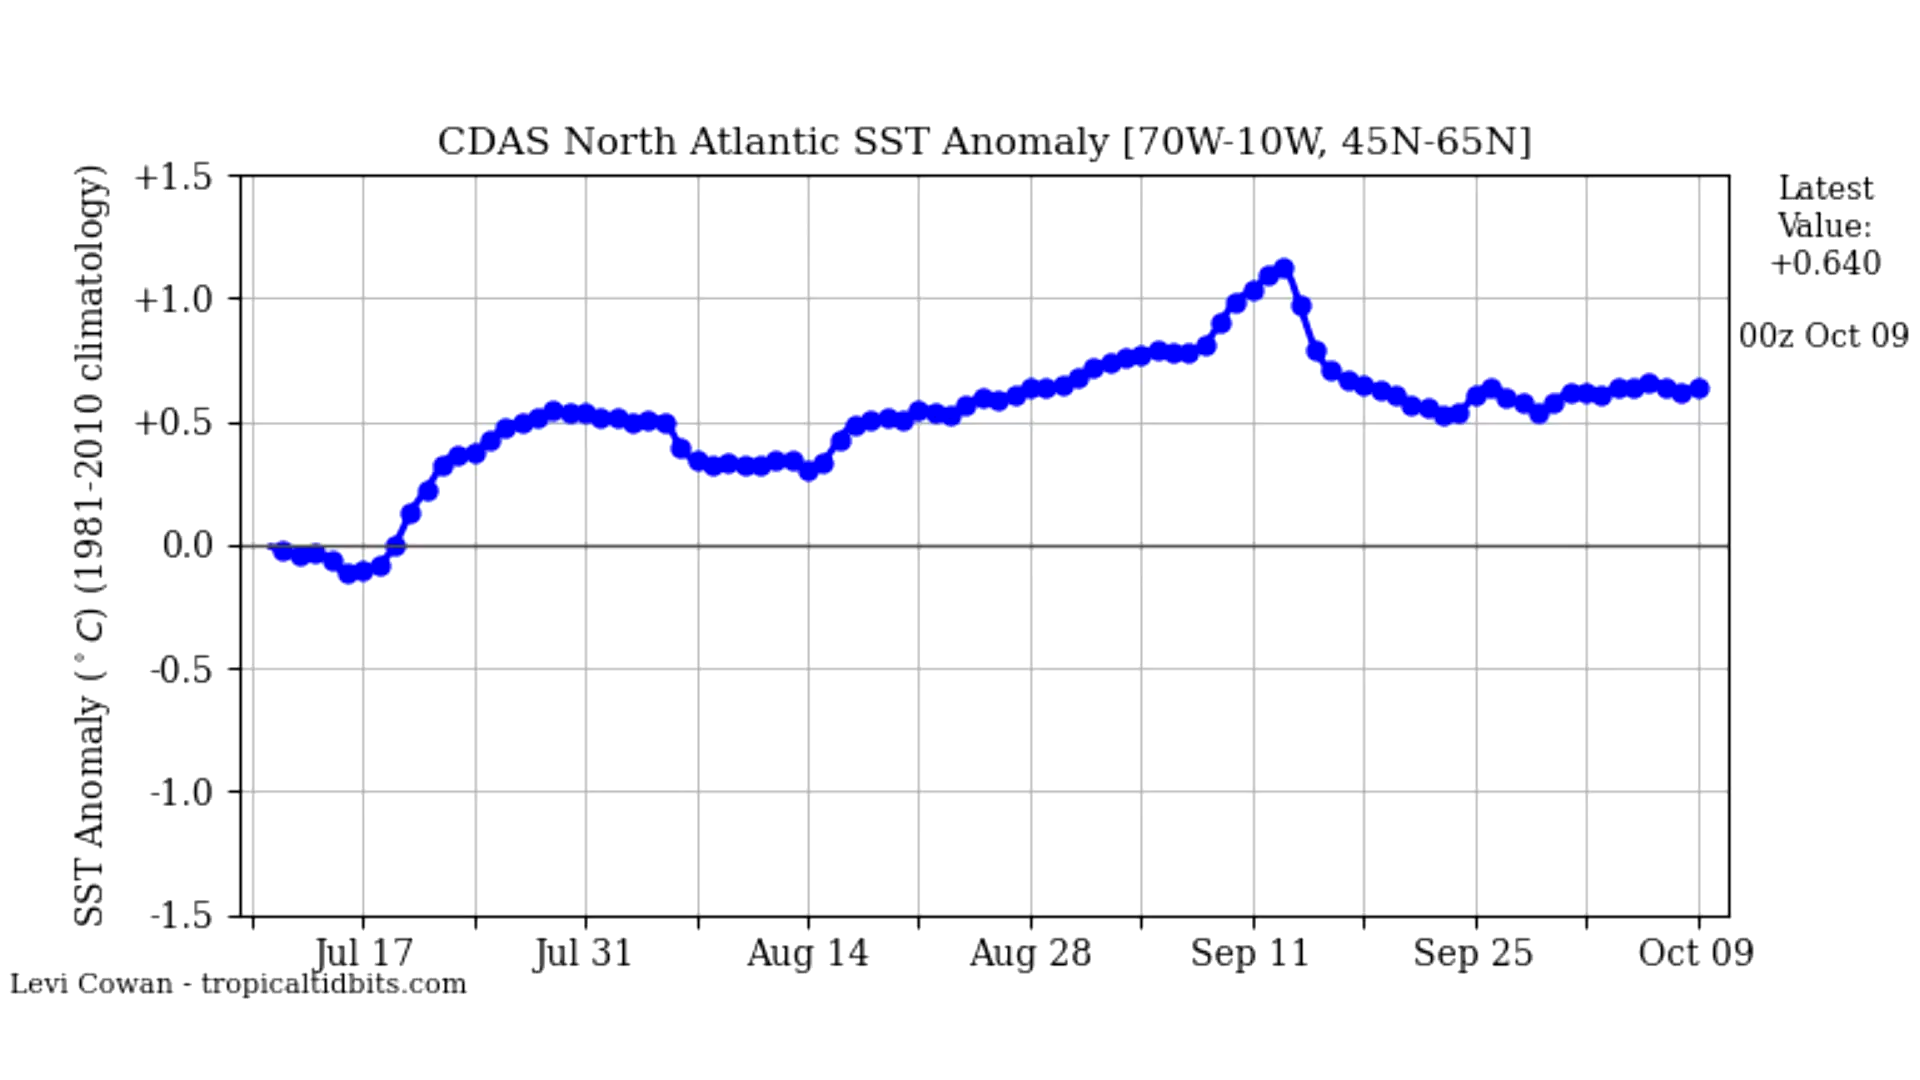 CDAS North Atlantic SST Anomaly [70W-10W, 45N-65N]
SST Anomaly (°C) (1981-2010 climatology)
+1.5
+1.0
+0.5
0.0
-0.5
-1.0
-1.5
Jul 17
Jul 31
Aug 14
Aug 28
Sep 11
Sep 25
Oct 09
Latest
Value:
+0.640
00z Oct 09
Levi Cowan - tropicaltidbits.com